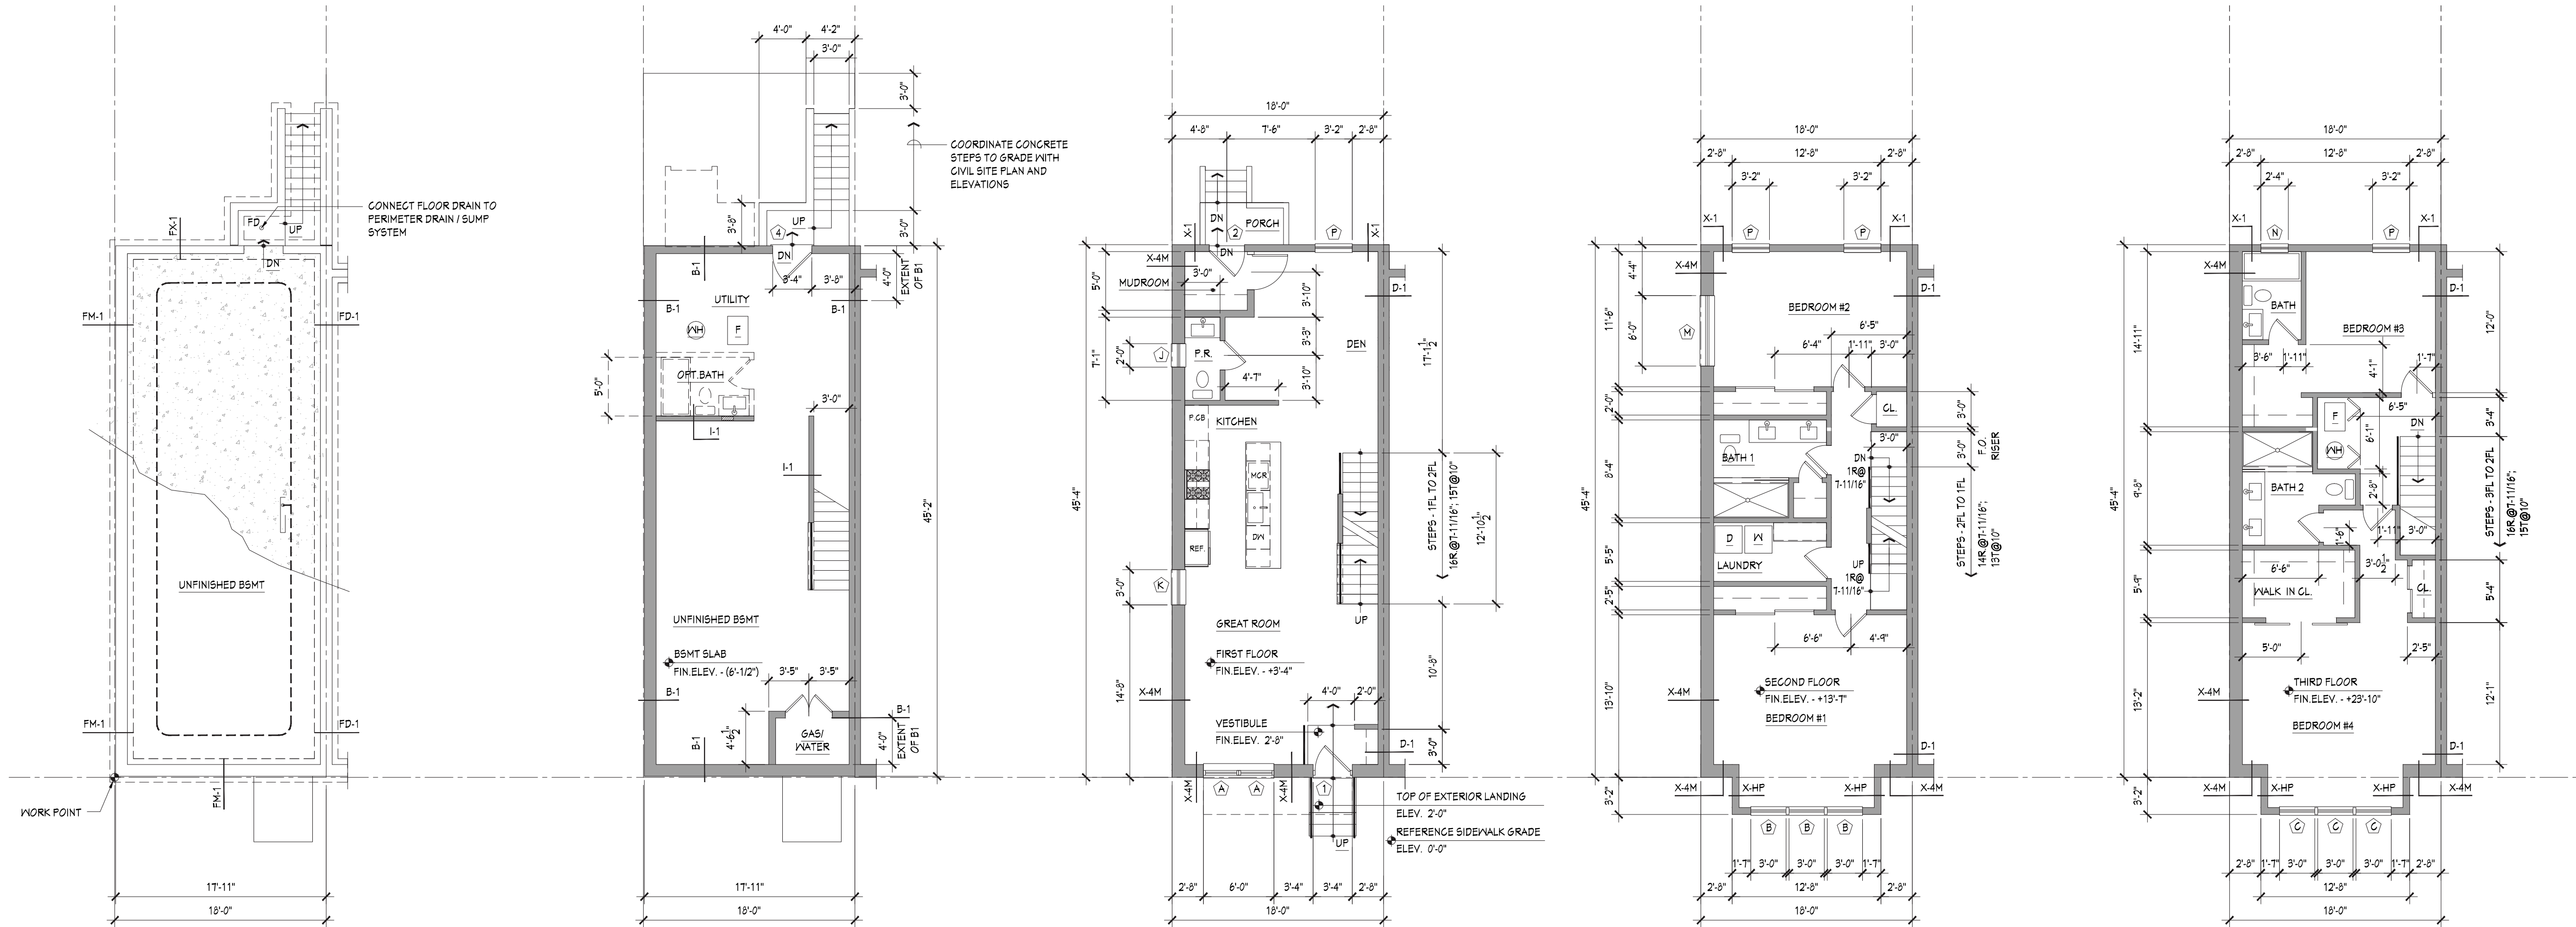 FX-1
FD
UP
DN
CONNECT FLOOR DRAIN TO
PERIMETER DRAIN / SUMP
SYSTEM
FM-1
FD-1
UNFINISHED BSMT
FM-1
FD-1
FM-1
WORK POINT
17'-11"
18'-0"
4'-0"
4'-2"
3'-0"
3'-0"
COORDINATE CONCRETE
STEPS TO GRADE WITH
CIVIL SITE PLAN AND
ELEVATIONS
3'-8"
UP
3'-0"
4
DN
B-1
3'-4"
3'-8"
4'-0"
EXTENT
OF B1
UTILITY
B-1
B-1
WH
F
OPT.BATH
5'-0"
3'-0"
I-1
I-1
45'-2"
UNFINISHED BSMT
BSMT SLAB
FIN.ELEV. - (6'-1/2")
3'-5"
3'-5"
B-1
B-1
4'-6 1/2"
GAS/
WATER
B-1
4'-0"
EXTENT
OF B1
17'-11"
18'-0"
18'-0"
4'-8"
7'-6"
3'-2"
2'-8"
DN
PORCH
X-1
2
P
X-1
DN
X-4M
3'-0"
MUDROOM
5'-0"
3'-10"
D-1
J
2'-0"
7'-1"
P.R.
3'-3"
DEN
17'-1 1/2"
4'-7"
3'-10"
P.CB
KITCHEN
MCR
DW
REF.
45'-4"
STEPS - 1FL TO 2FL
16R@7-11/16"; 15T@10"
12'-10 1/2"
K
3'-0"
UP
GREAT ROOM
FIRST FLOOR
FIN.ELEV. - +3'-4"
10'-8"
14'-8"
X-4M
4'-0"
2'-0"
VESTIBULE
FIN.ELEV. 2'-8"
D-1
3'-0"
X-4M
A
A
X-4M
1
TOP OF EXTERIOR LANDING
ELEV. 2'-0"
REFERENCE SIDEWALK GRADE
ELEV. 0'-0"
UP
2'-8"
6'-0"
3'-4"
3'-4"
2'-8"
18'-0"
18'-0"
2'-8"
12'-8"
2'-8"
3'-2"
3'-2"
X-1
P
P
X-1
X-4M
4'-4"
D-1
BEDROOM #2
11'-6"
6'-0"
M
6'-5"
6'-4"
1'-11"
3'-0"
2'-0"
CL.
3'-0"
3'-0"
F.O.
RISER
3'-0"
BATH 1
8'-4"
DN
1R@
7-11/16"
45'-4"
D
W
LAUNDRY
5'-5"
UP
1R@
7-11/16"
STEPS - 2FL TO 1FL
14R@7-11/16";
13T@10"
2'-5"
6'-6"
4'-9"
SECOND FLOOR
FIN.ELEV. - +13'-7"
BEDROOM #1
X-4M
13'-10"
D-1
X-4M
X-HP
X-HP
X-4M
3'-2"
B
B
B
1'-7"
3'-0"
3'-0"
3'-0"
1'-7"
2'-8"
12'-8"
2'-8"
18'-0"
18'-0"
2'-8"
12'-8"
2'-8"
2'-4"
3'-2"
X-1
N
P
X-1
X-4M
D-1
BATH
BEDROOM #3
12'-0"
14'-11"
3'-6"
1'-11"
4'-1"
1'-7"
F
6'-5"
DN
3'-4"
6'-1"
WH
BATH 2
2'-8"
9'-8"
45'-4"
1'-6"
1'-11"
3'-0"
STEPS - 3FL TO 2FL
16R@7-11/16";
15T@10"
6'-6"
3'-0 1/2"
5'-9"
WALK IN CL.
CL.
5'-4"
5'-0"
2'-5"
THIRD FLOOR
FIN.ELEV. - +23'-10"
BEDROOM #4
X-4M
13'-2"
12'-1"
D-1
X-4M
X-HP
X-HP
X-4M
3'-2"
C
C
C
2'-8"
1'-7"
3'-0"
3'-0"
3'-0"
1'-7"
2'-8"
12'-8"
18'-0"